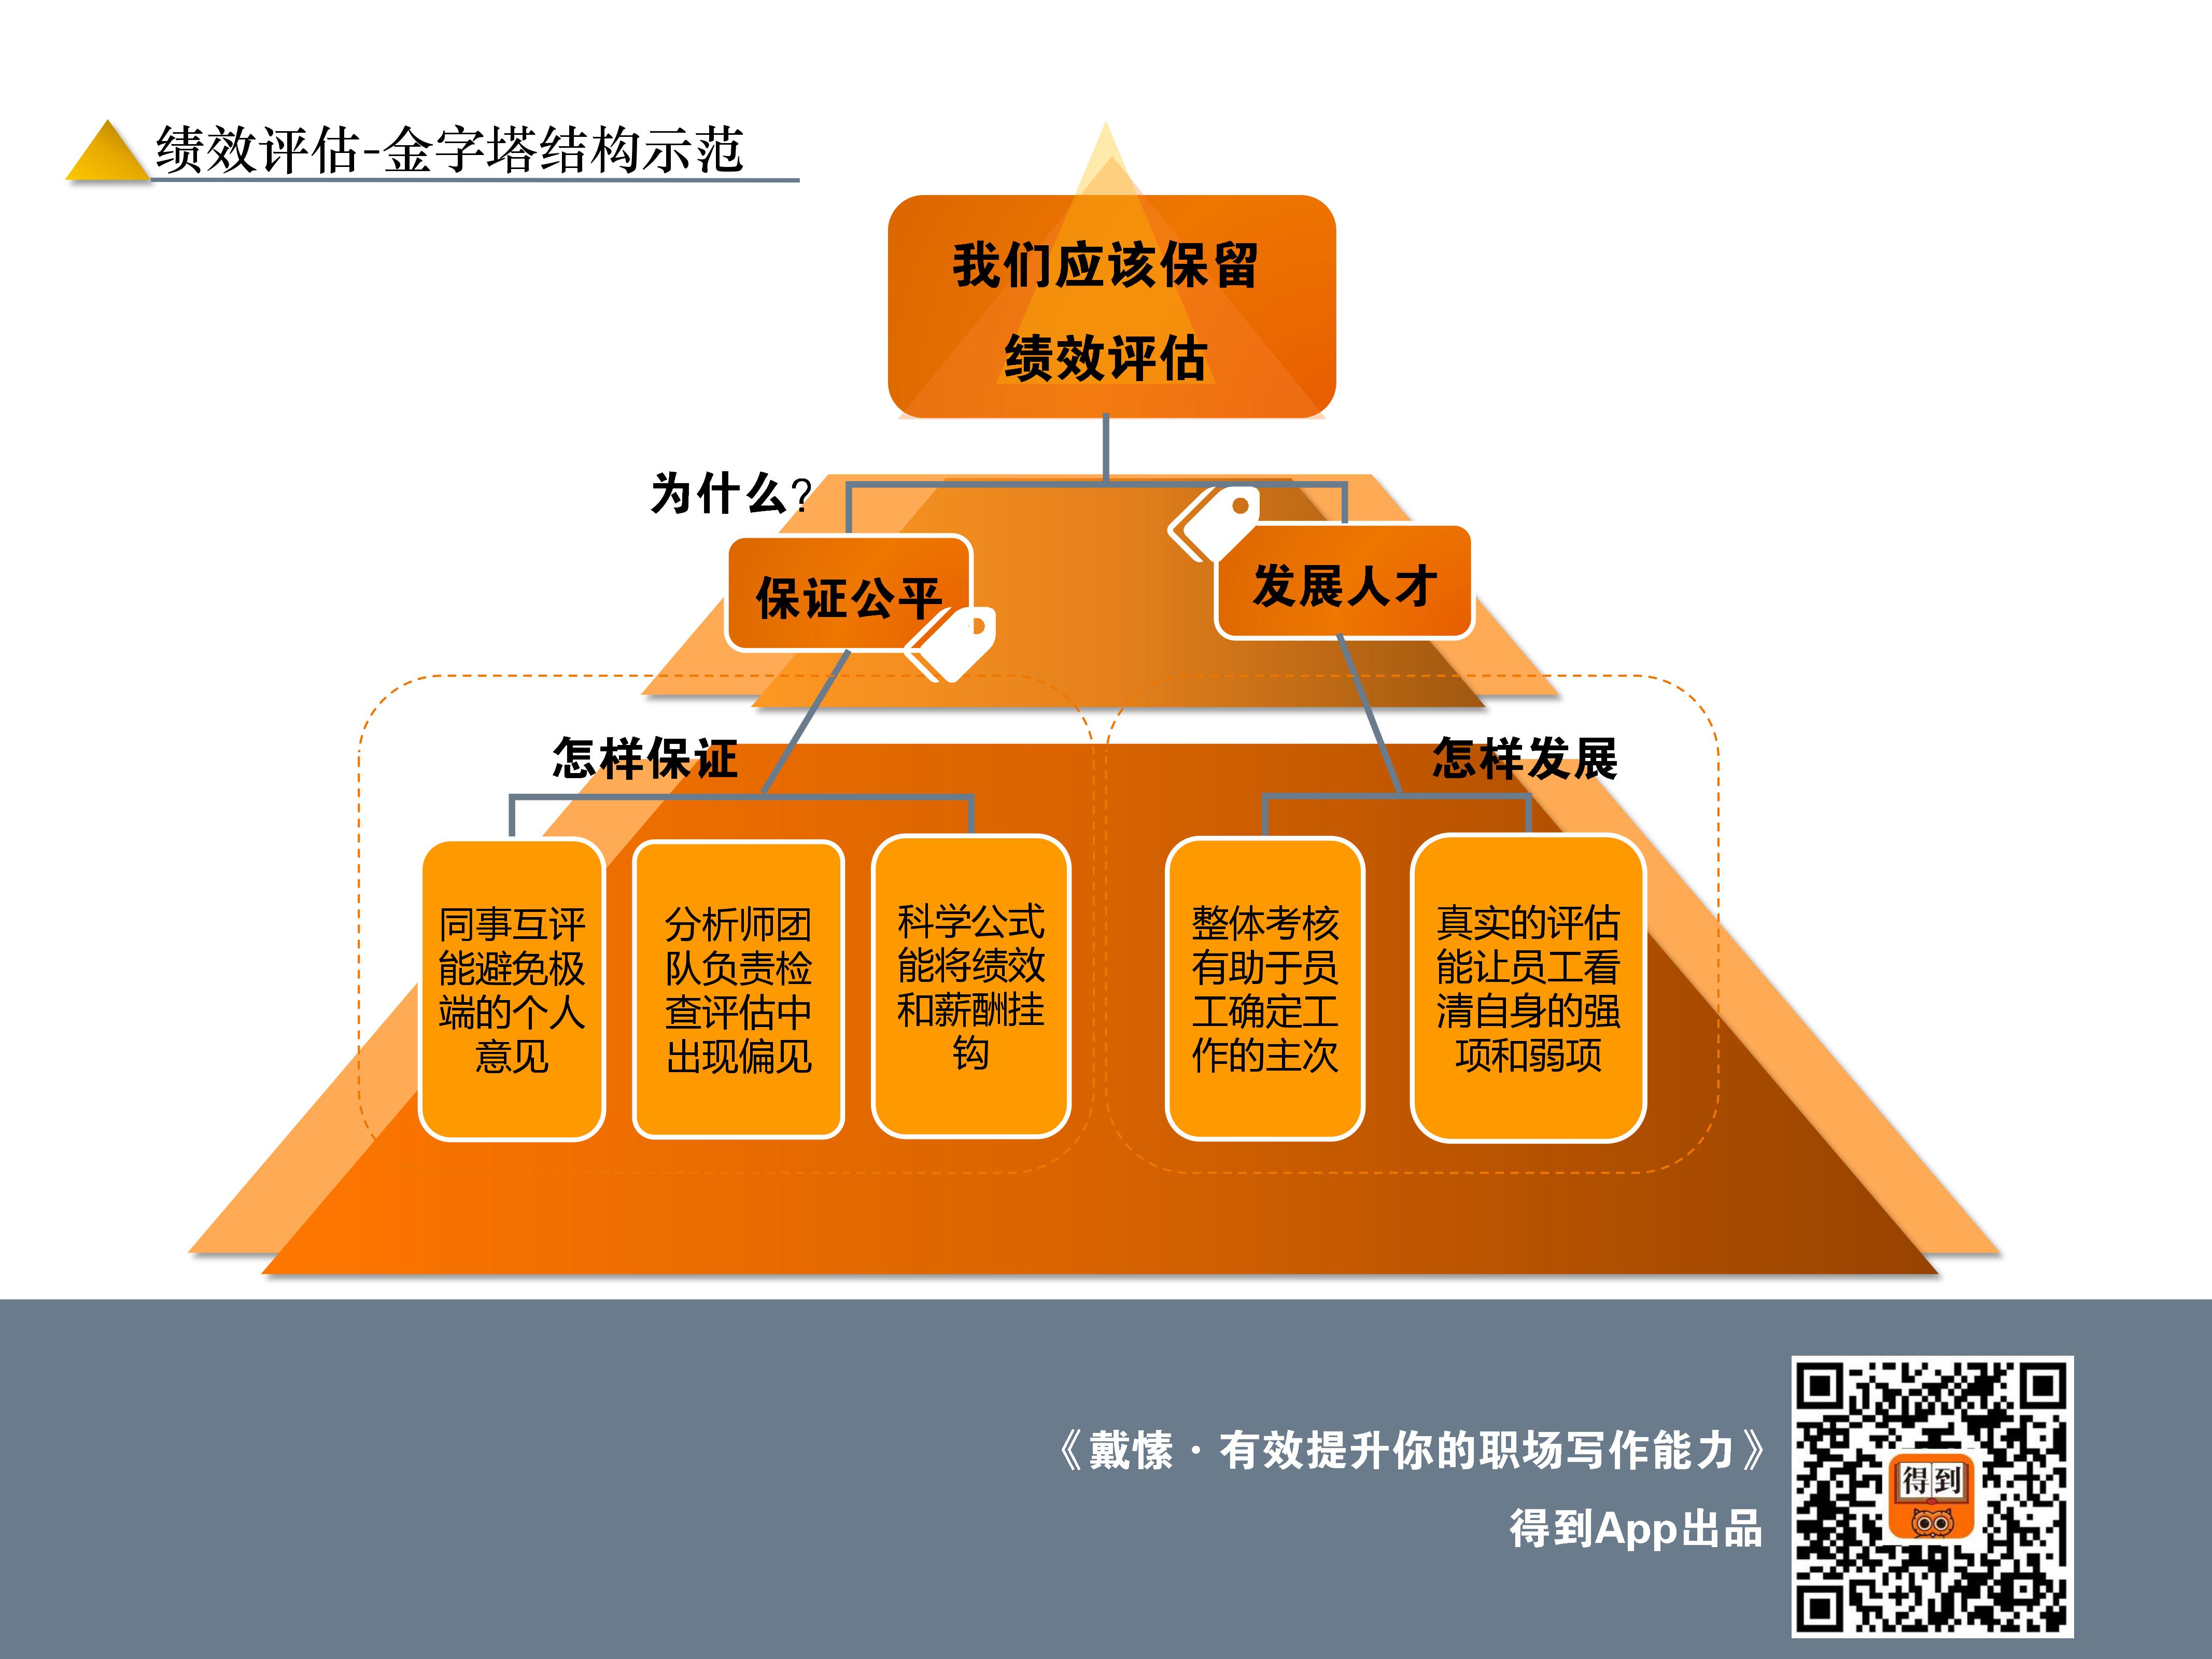 绩效评估-金字塔结构示范
我们应该保留
绩效评估
为什么?
保证公平
发展人才
怎样保证
怎样发展
同事互评
能避免极
端的个人
意见
分析师团
队负责检
查评估中
出现偏见
科学公式
能将绩效
和薪酬挂
钩
整体考核
有助于员
工确定工
作的主次
真实的评估
能让员工看
清自身的强
项和弱项
《戴愫·有效提升你的职场写作能力》
得到App出品
得到